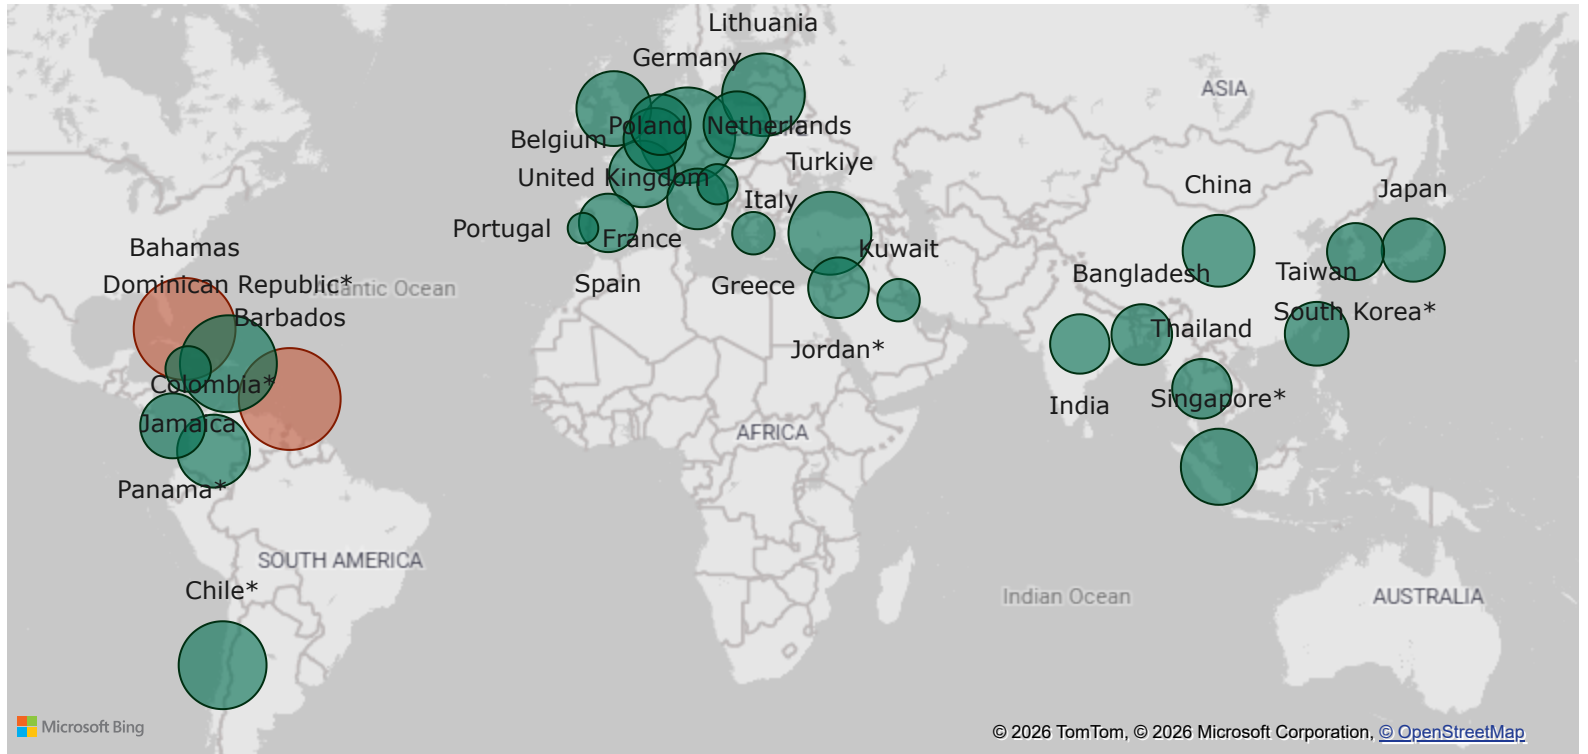 Lithuania
Germany
ASIA
Belgium
Poland
Netherlands
Turkiye
United Kingdom
China
Japan
Italy
Portugal
France
Bahamas
Kuwait
Dominican Republic*
Atlantic Ocean
Spain
Greece
Bangladesh
Taiwan
Barbados
South Korea*
Thailand
Jordan*
Colombia*
India
Singapore*
Jamaica
AFRICA
Panama*
SOUTH AMERICA
Chile*
Indian Ocean
AUSTRALIA
Microsoft Bing
© 2026 TomTom, © 2026 Microsoft Corporation, © OpenStreetMap